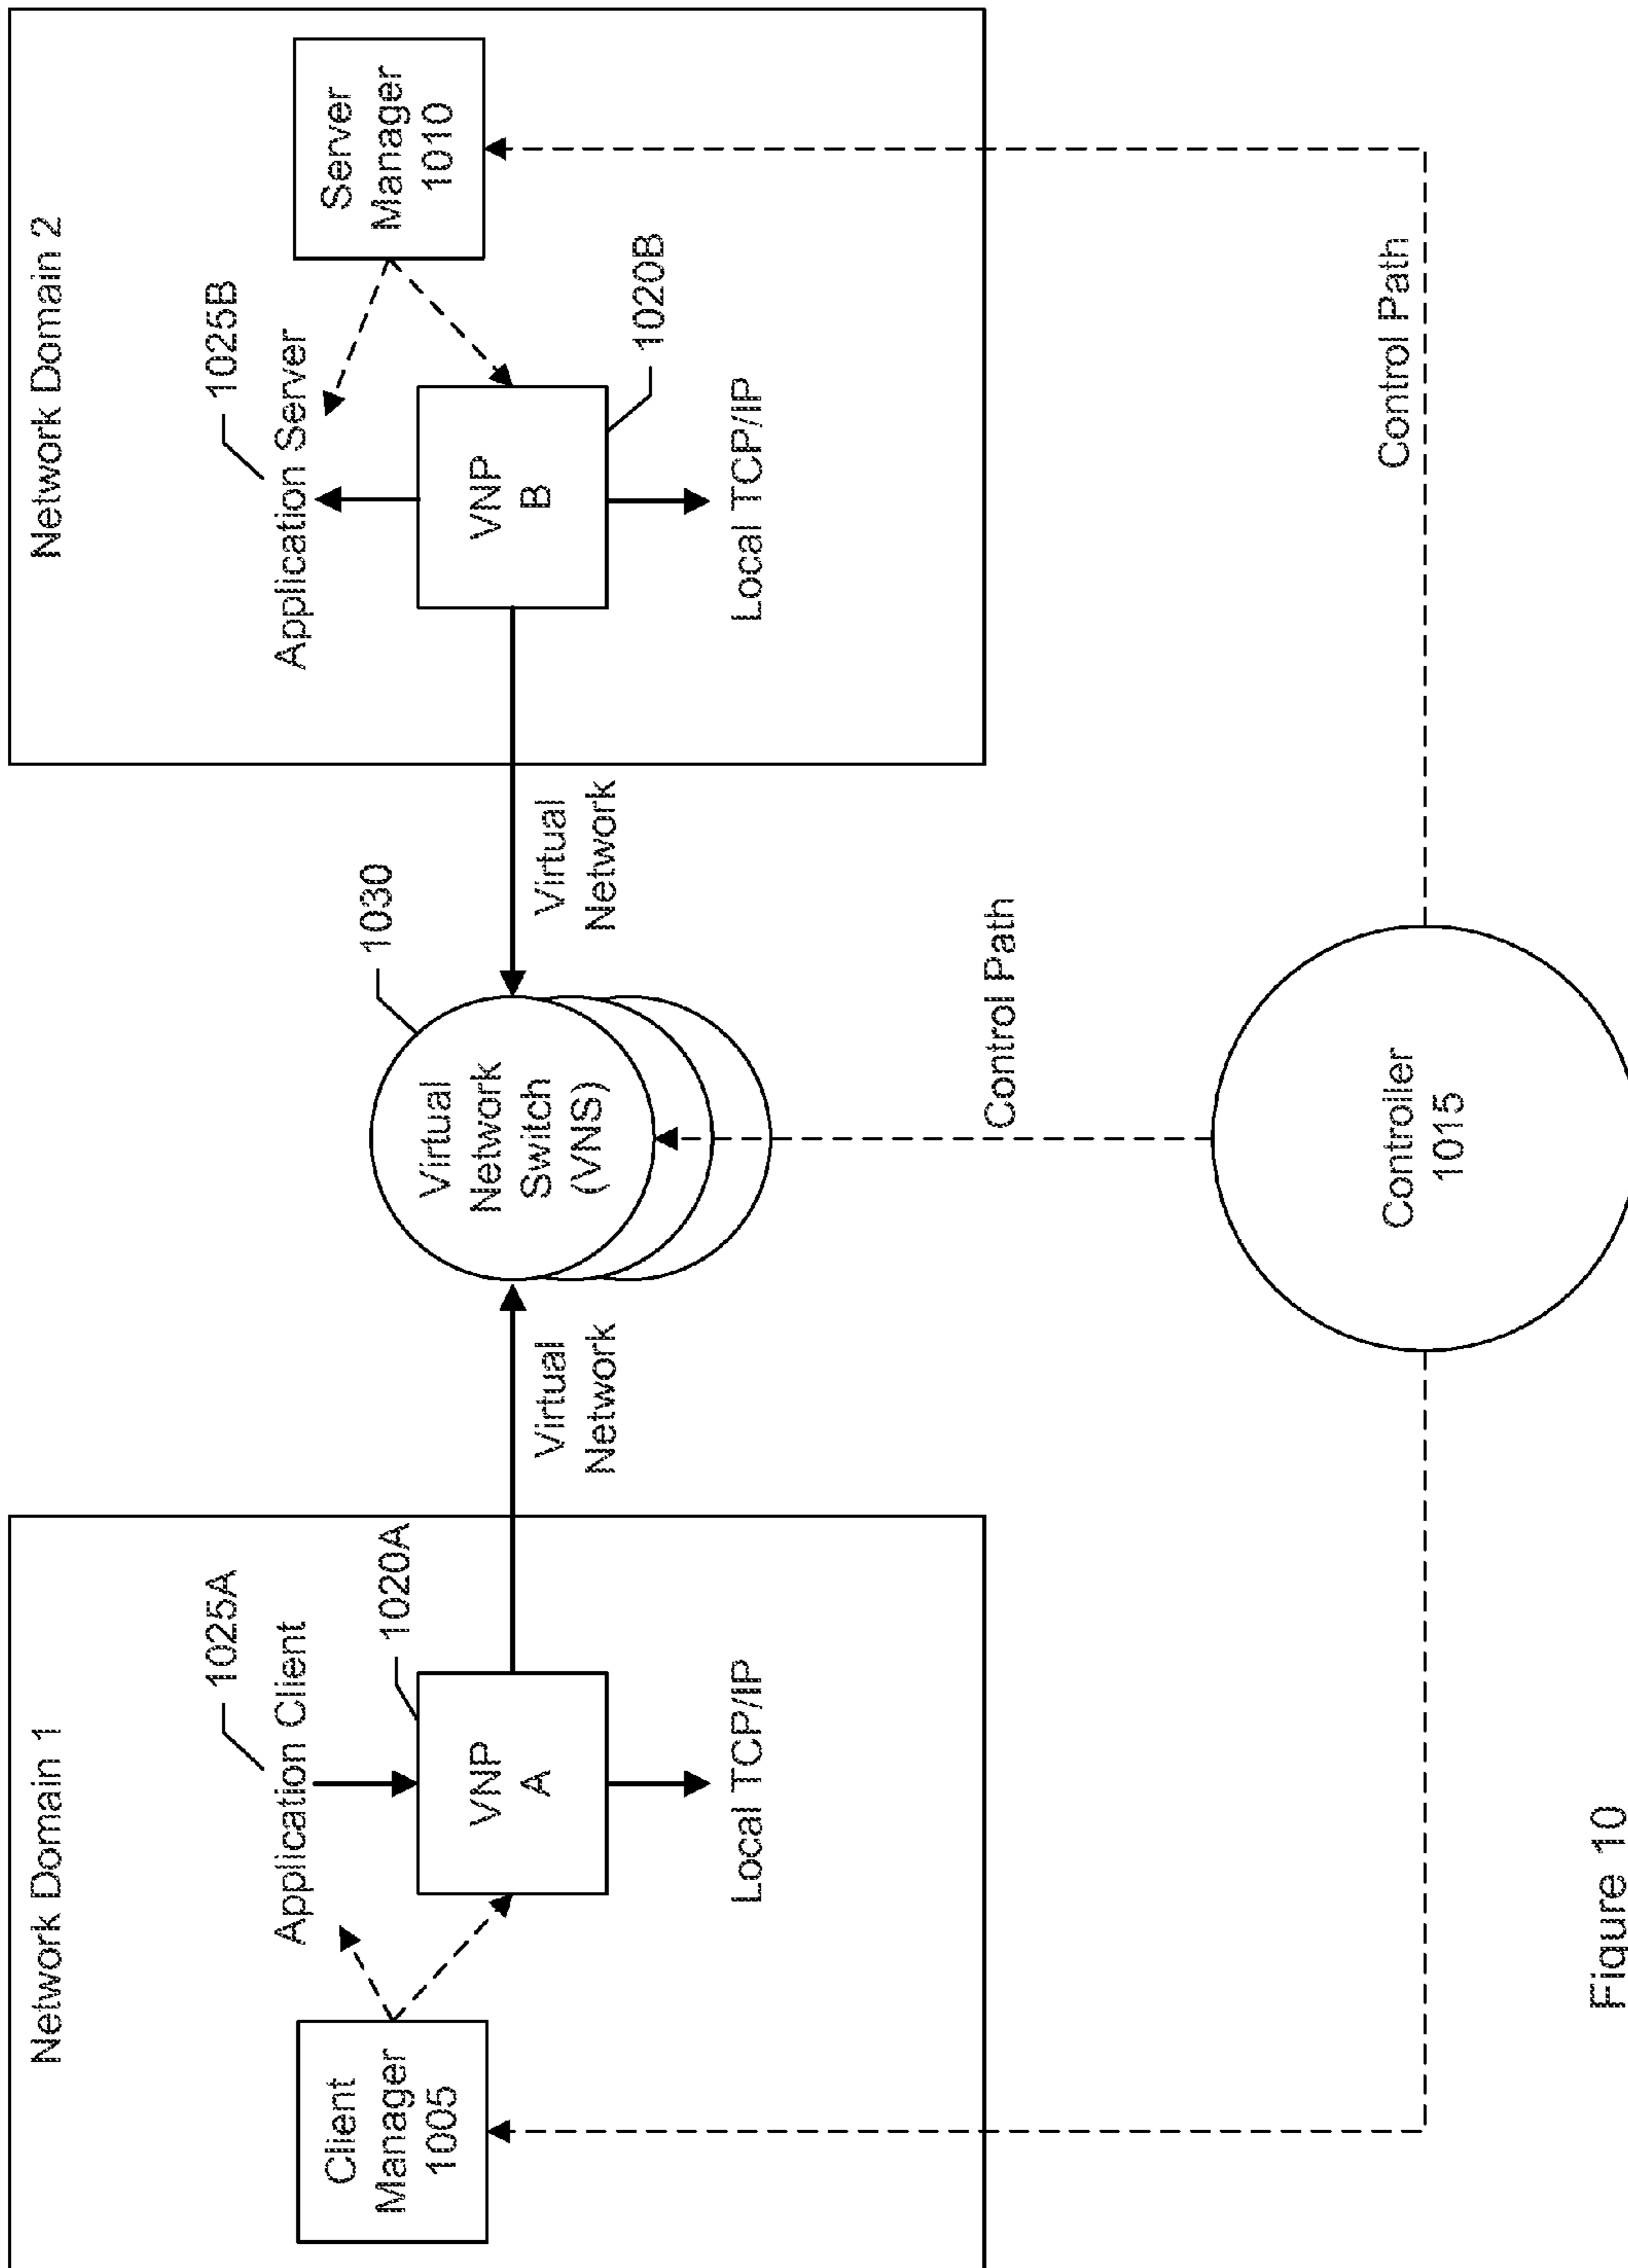 Network Domain 1
1025A
Application Client
1020A
Client
Manager
1005
VNP
A
Local TCP/IP
Virtual
Network
1030
Virtual
Network
Switch
(VNS)
Virtual
Network
Network Domain 2
1025B
Application Server
Server
Manager
1010
VNP
B
1020B
Local TCP/IP
Control Path
Control Path
Controller
1015
Figure 10